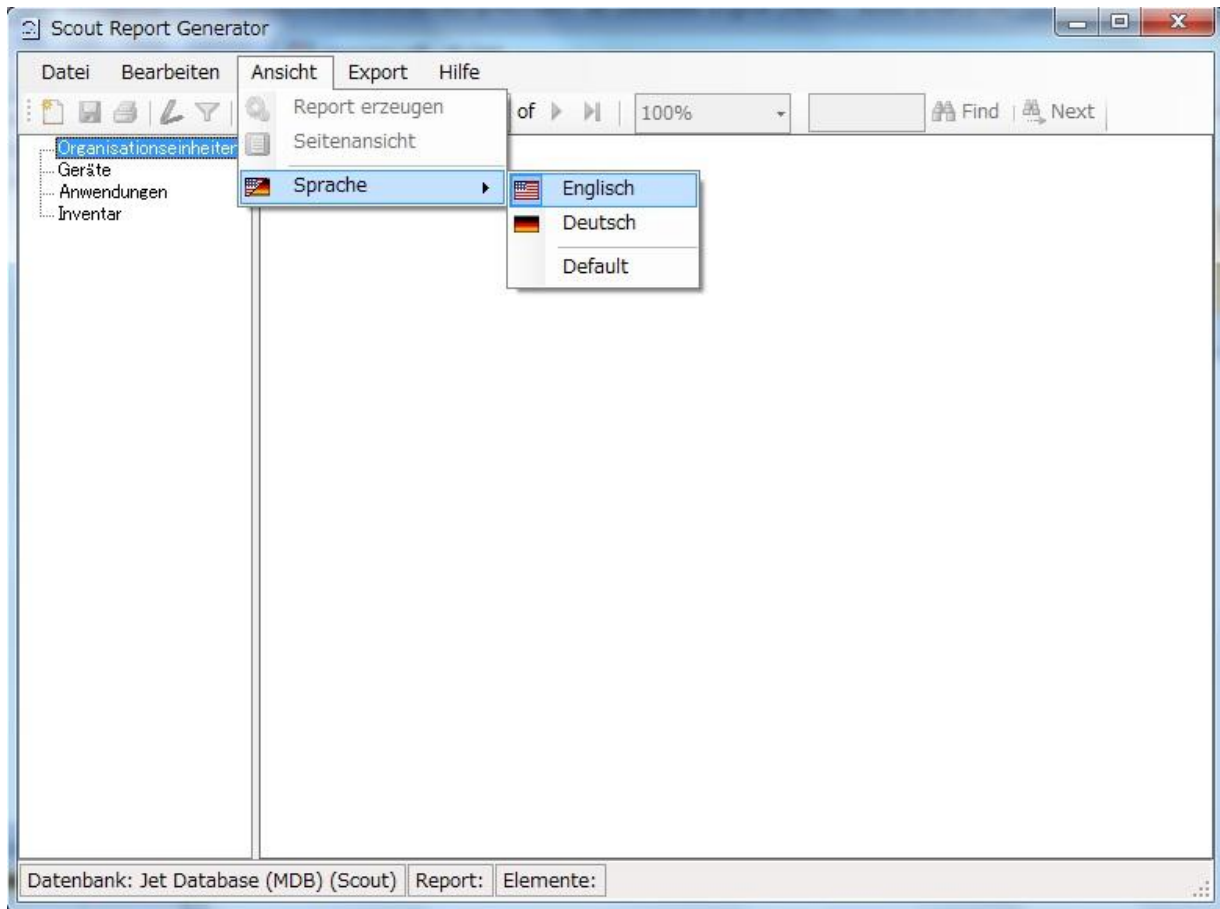 Scout Report Generator
Datei Bearbeiten Ansicht Export Hilfe
of 100% Find Next
Report erzeugen
Seitenansicht
Sprache
Englisch
Deutsch
Default
Organisationseinheiten
Geräte
Anwendungen
Inventar
Datenbank: Jet Database (MDB) (Scout) Report: Elemente: